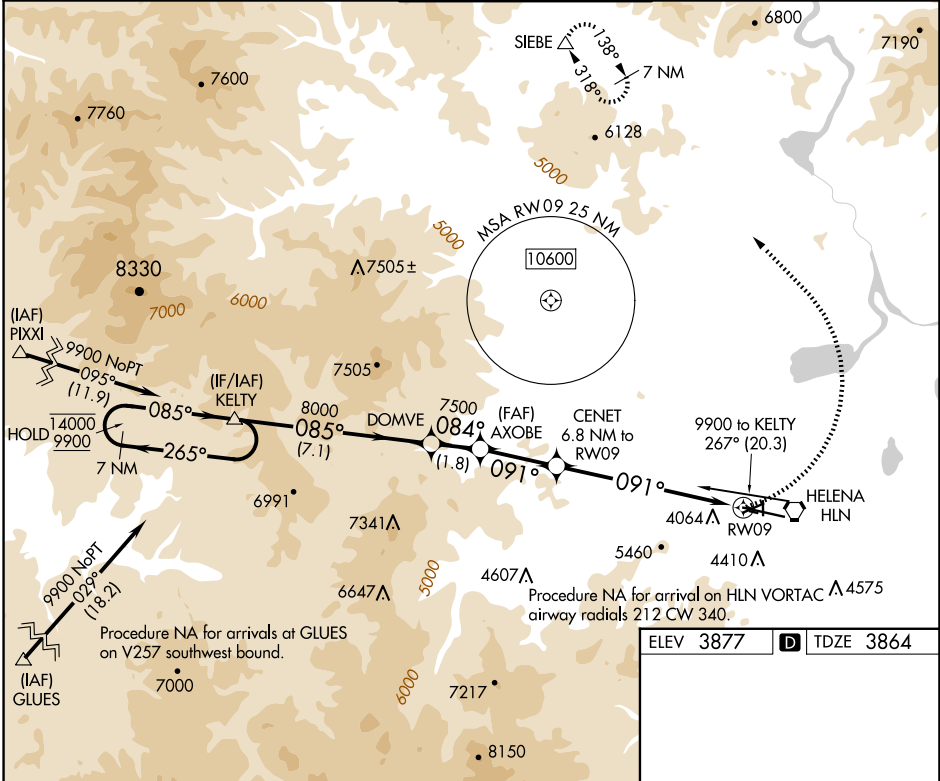 6800
7190
SIEBE
138°
318°
7 NM
7600
7760
6128
5000
MSA RW09 25 NM
5000
10600
8330
7505±
7000
6000
(IAF)
PIXXI
9900 NoPT
095°
(11.9)
7505
(IF/IAF)
KELTY
085°
HOLD
14000
9900
7 NM
265°
8000
085°
(7.1)
DOMVE
7500
084°
(1.8)
(FAF)
AXOBE
091°
CENET
6.8 NM to
RW09
091°
9900 to KELTY
267° (20.3)
HELENA
HLN
RW09
4064
6991
7341
5460
4410
6647
5000
4607
4575
Procedure NA for arrival on HLN VORTAC
airway radials 212 CW 340.
9900 NoPT
029°
(18.2)
Procedure NA for arrivals at GLUES
on V257 southwest bound.
(IAF)
GLUES
7000
6000
7217
8150
ELEV 3877 D TDZE 3864